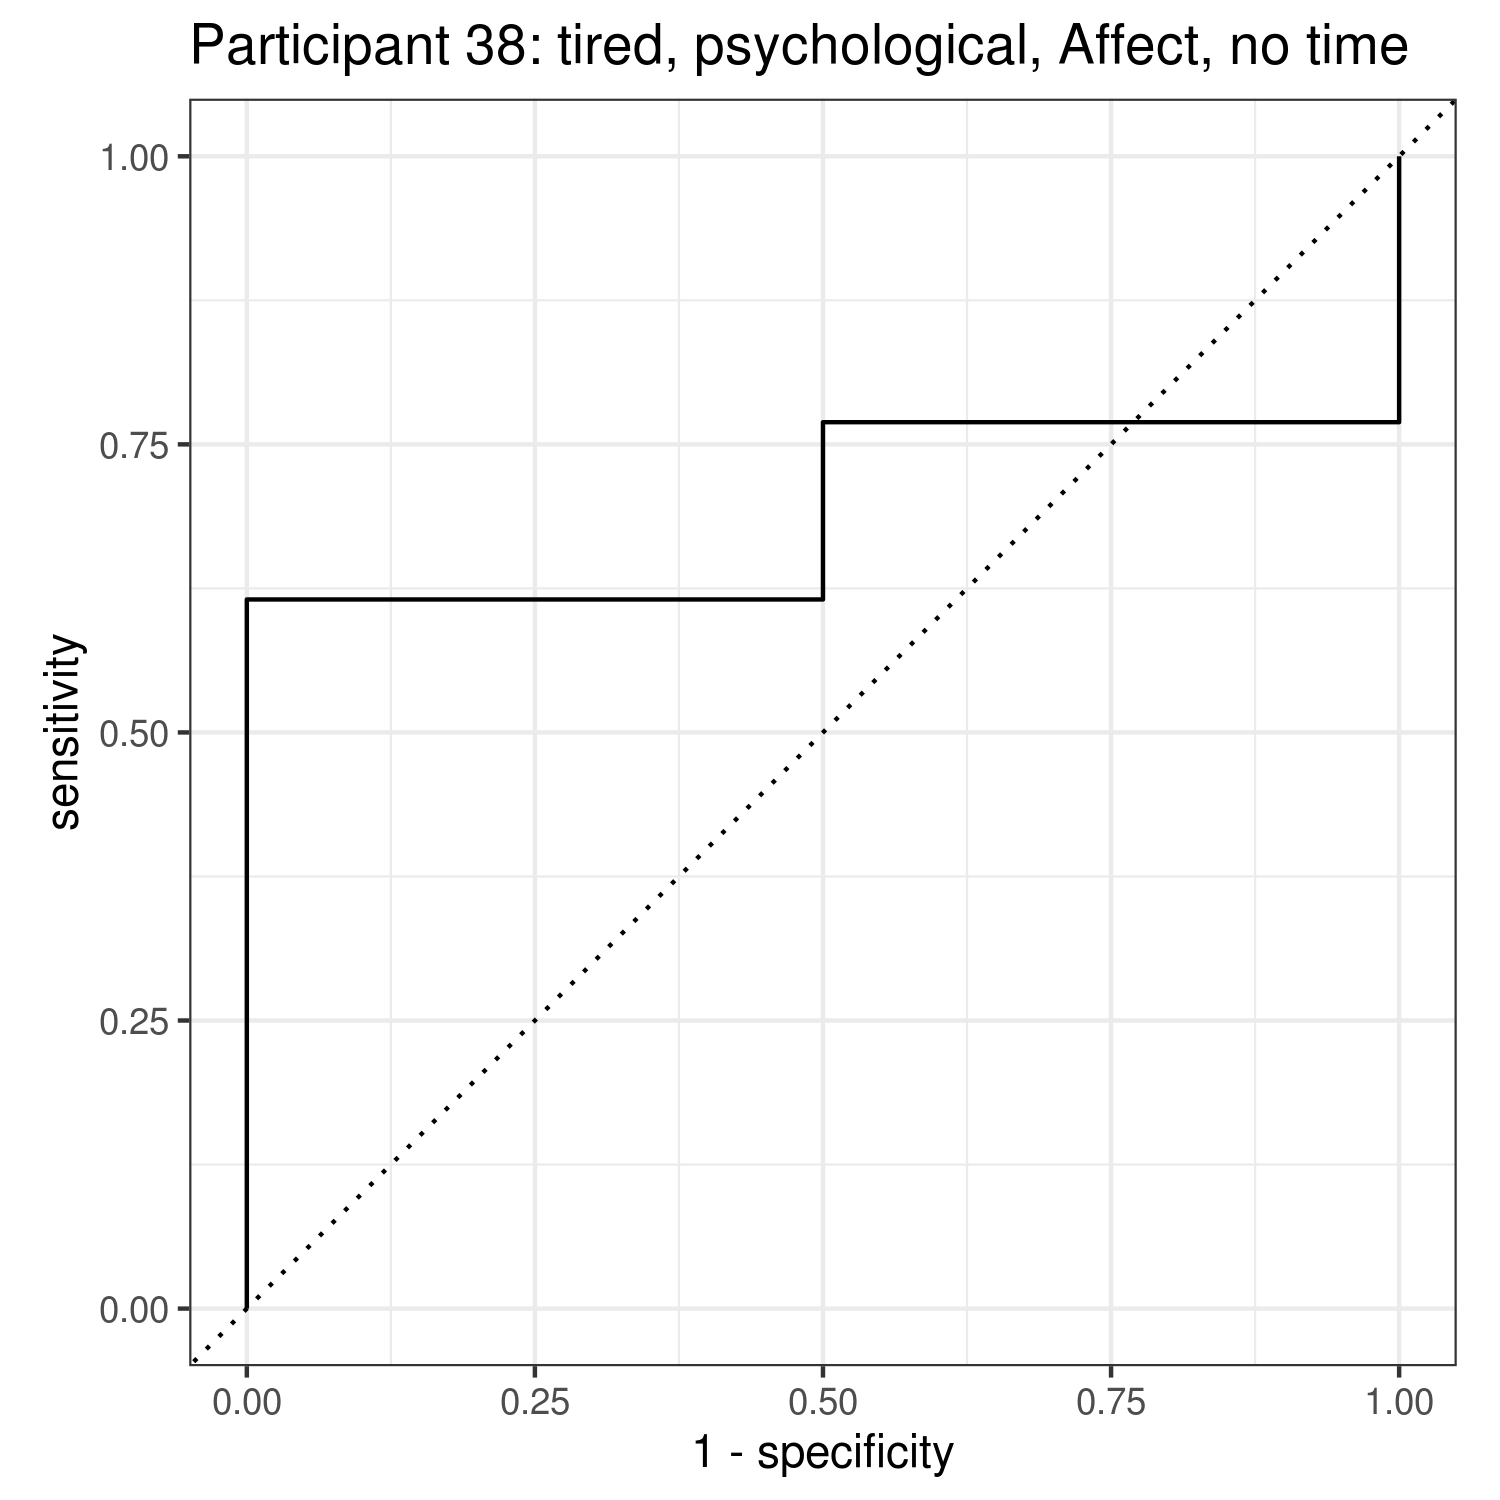 Participant 38: tired, psychological, Affect, no time
1.00
0.75
0.50
0.25
0.00
sensitivity
0.00 0.25 0.50 0.75 1.00
1 - specificity